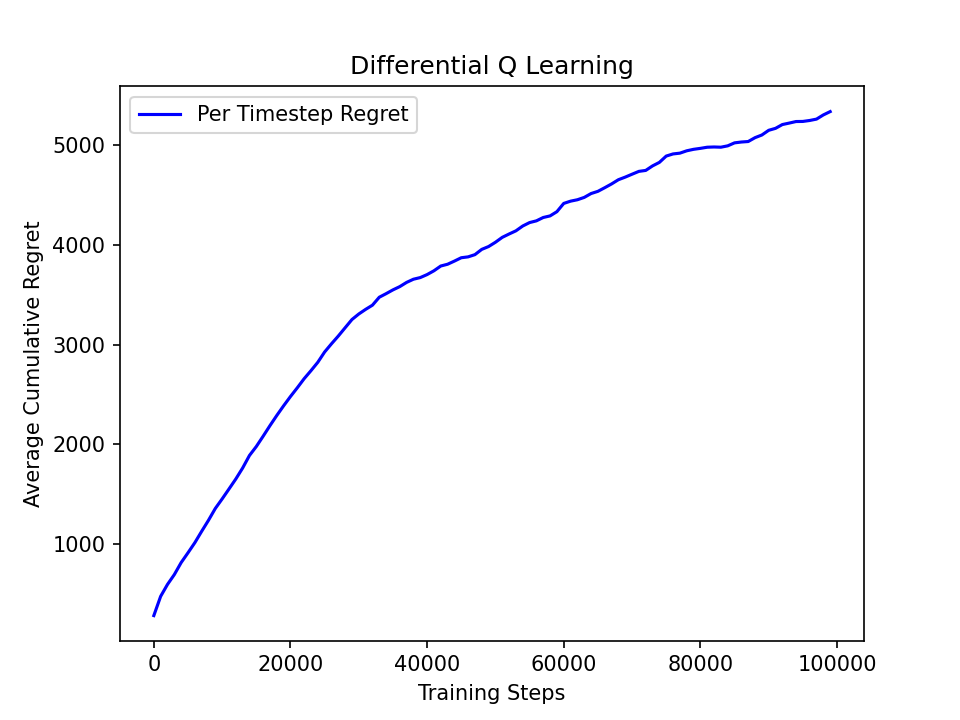 Differential Q Learning
Per Timestep Regret
Average Cumulative Regret
5000
4000
3000
2000
1000
0 20000 40000 60000 80000 100000
Training Steps